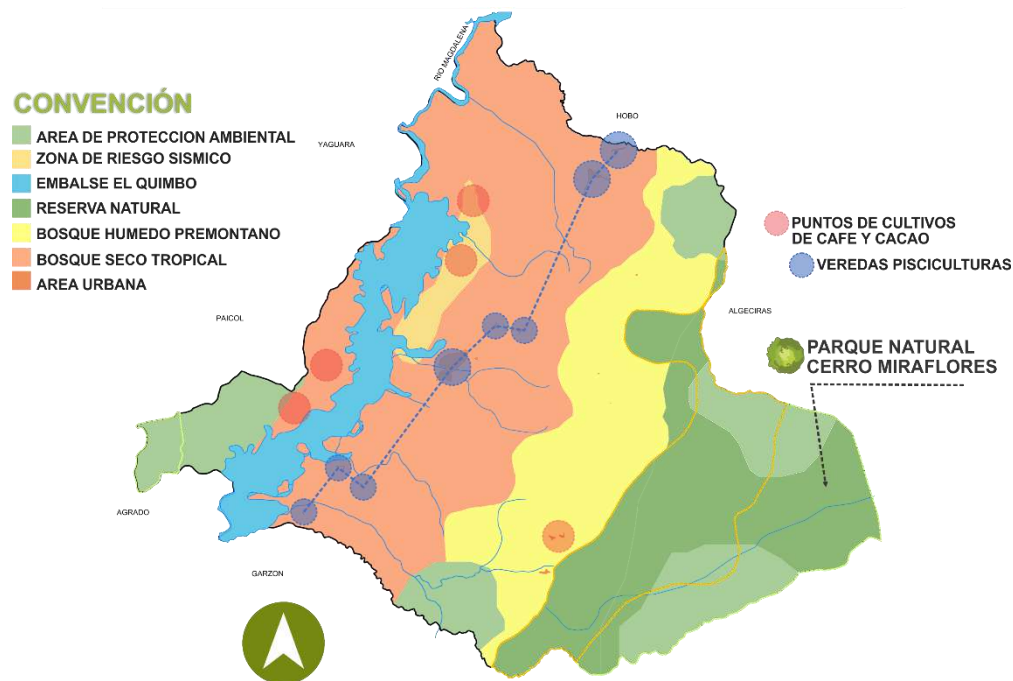 RIO MAGDALENA
CONVENCIÓN
AREA DE PROTECCION AMBIENTAL
ZONA DE RIESGO SISMICO
EMBALSE EL QUIMBO
RESERVA NATURAL
BOSQUE HUMEDO PREMONTANO
BOSQUE SECO TROPICAL
AREA URBANA
YAGUARA
HOBO
PUNTOS DE CULTIVOS
DE CAFE Y CACAO
VEREDAS PISCICULTURAS
PAICOL
ALGECIRAS
PARQUE NATURAL
CERRO MIRAFLORES
AGRADO
GARZON